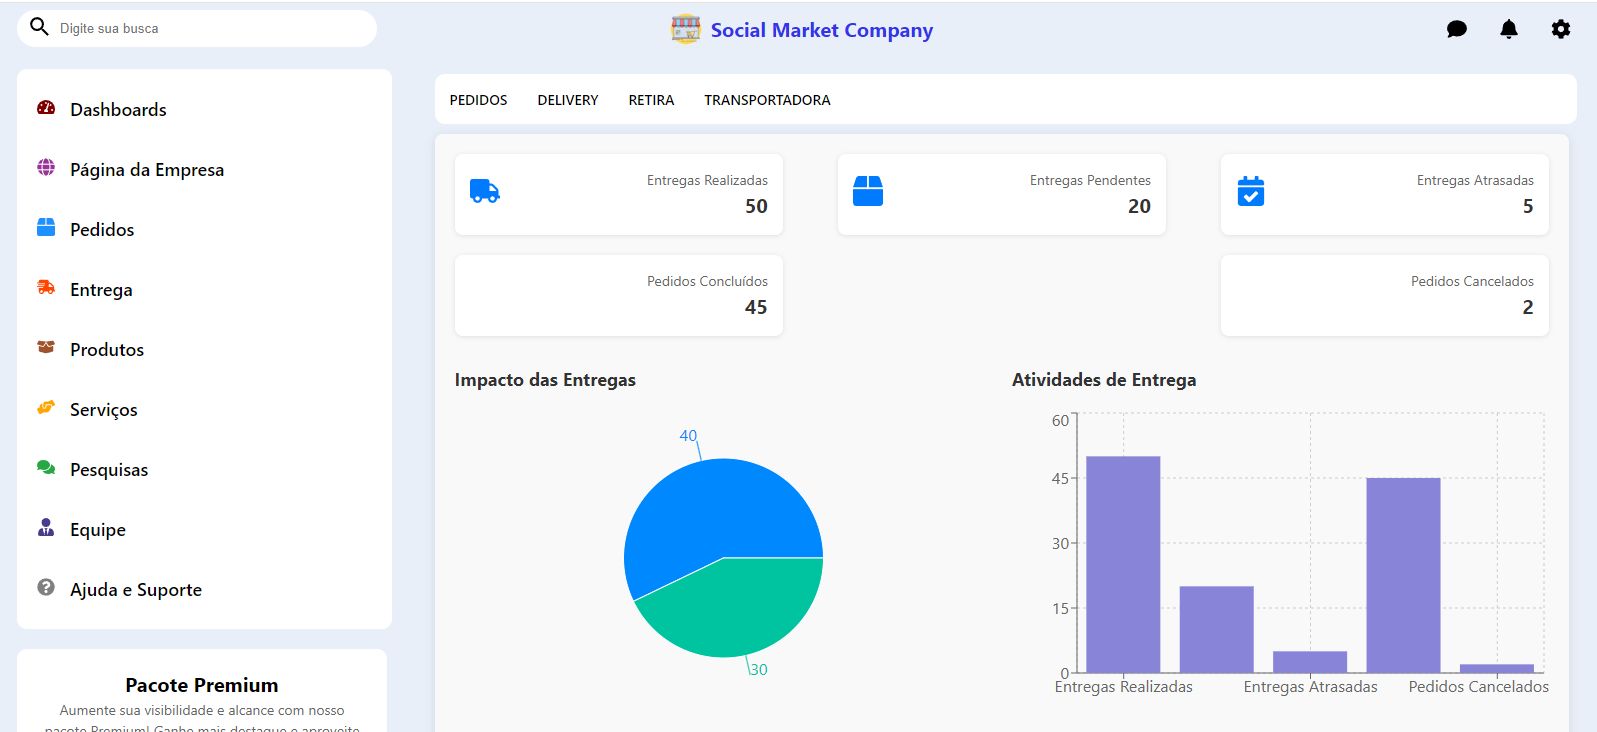 Digite sua busca
Social Market Company
Dashboards
Página da Empresa
Pedidos
Entrega
Produtos
Serviços
Pesquisas
Equipe
Ajuda e Suporte
Pacote Premium
Aumente sua visibilidade e alcance com nosso
pacote Premium! Ganhe mais destaque e aproveite
PEDIDOS DELIVERY RETIRA TRANSPORTADORA
Entregas Realizadas
50
Entregas Pendentes
20
Entregas Atrasadas
5
Pedidos Concluídos
45
Pedidos Cancelados
2
Impacto das Entregas
40
30
Atividades de Entrega
60
45
30
15
0
Entregas Realizadas Entregas Atrasadas Pedidos Cancelados